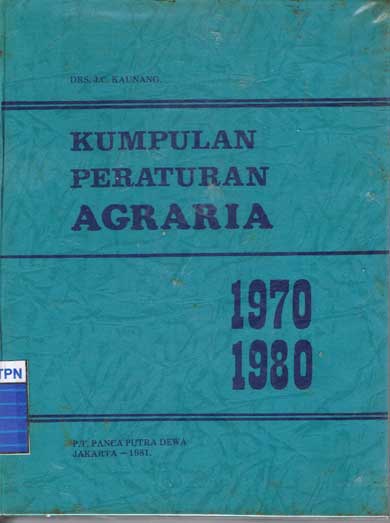 DRS. J.C. KAUNANG.
KUMPULAN
PERATURAN
AGRARIA
1970
1980
TPN
P.T. PANCA PUTRA DEWA
JAKARTA — 1981.